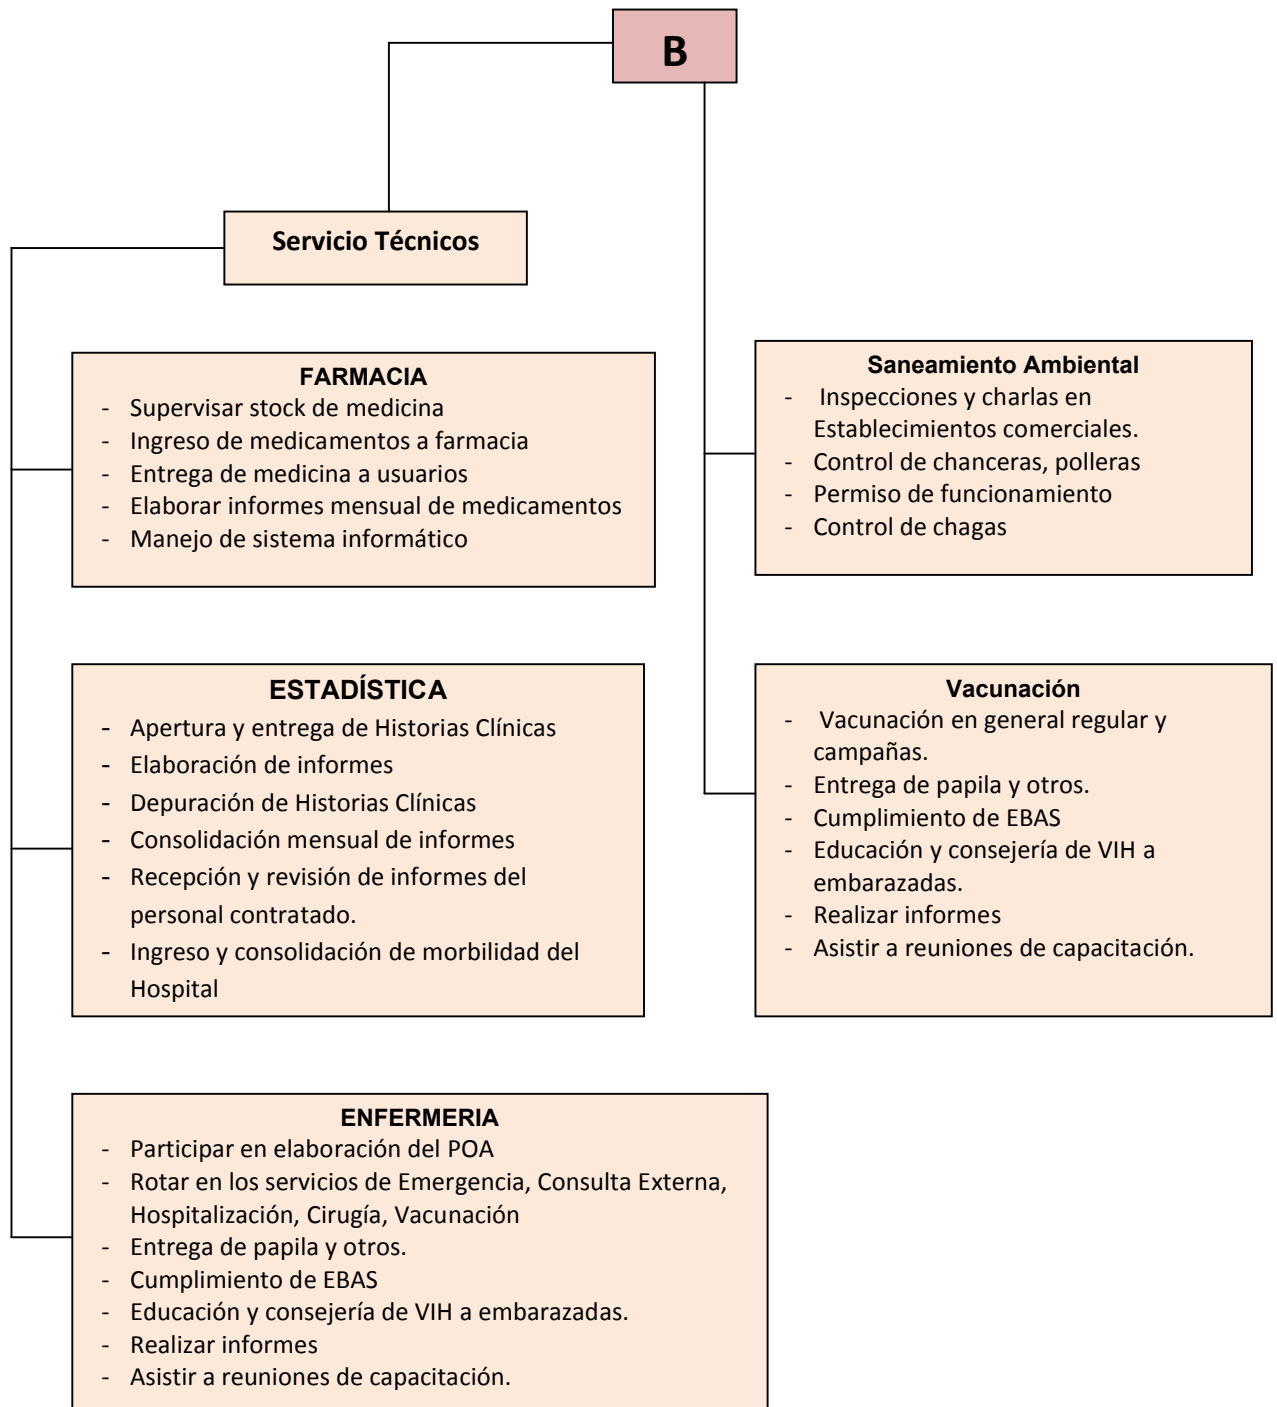 B
Servicio Técnicos
FARMACIA
- Supervisar stock de medicina
- Ingreso de medicamentos a farmacia
- Entrega de medicina a usuarios
- Elaborar informes mensual de medicamentos
- Manejo de sistema informático
Saneamiento Ambiental
- Inspecciones y charlas en
Establecimientos comerciales.
- Control de chanceras, polleras
- Permiso de funcionamiento
- Control de chagas
ESTADÍSTICA
- Apertura y entrega de Historias Clínicas
- Elaboración de informes
- Depuración de Historias Clínicas
- Consolidación mensual de informes
- Recepción y revisión de informes del
personal contratado.
- Ingreso y consolidación de morbilidad del
Hospital
Vacunación
- Vacunación en general regular y
campañas.
- Entrega de papila y otros.
- Cumplimiento de EBAS
- Educación y consejería de VIH a
embarazadas.
- Realizar informes
- Asistir a reuniones de capacitación.
ENFERMERIA
- Participar en elaboración del POA
- Rotar en los servicios de Emergencia, Consulta Externa,
Hospitalización, Cirugía, Vacunación
- Entrega de papila y otros.
- Cumplimiento de EBAS
- Educación y consejería de VIH a embarazadas.
- Realizar informes
- Asistir a reuniones de capacitación.